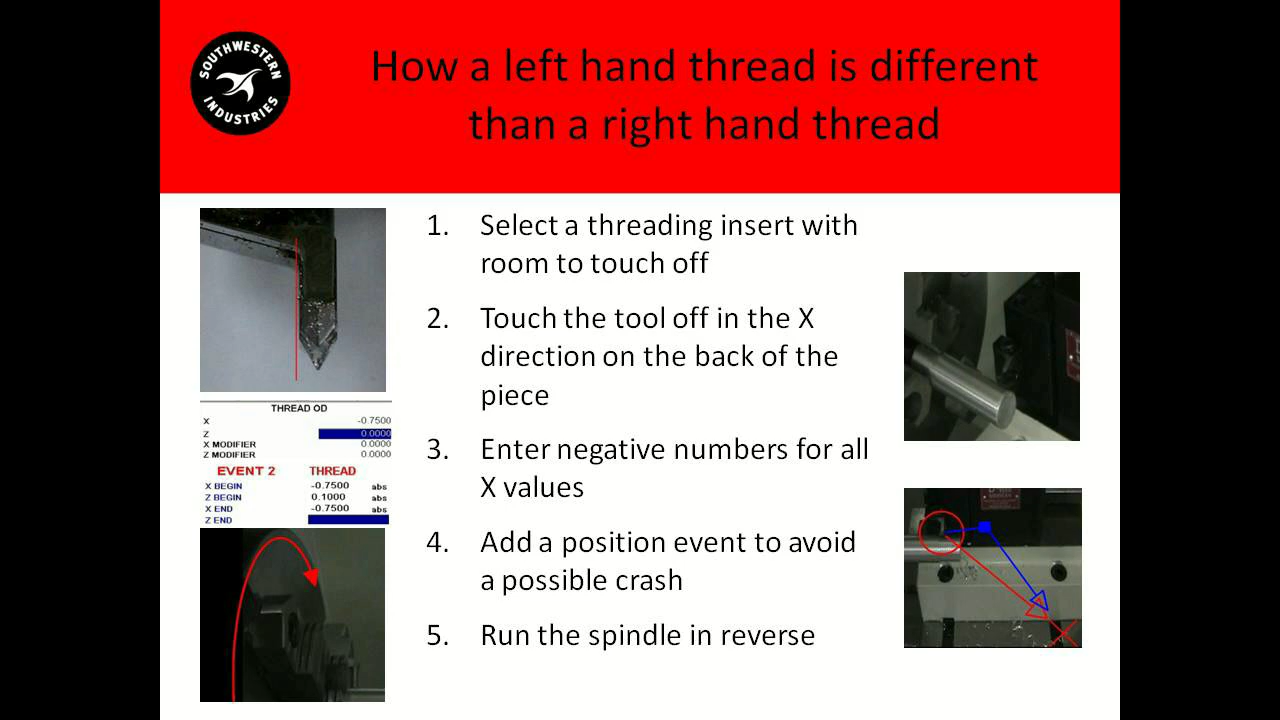 SOUTHWESTERN
INDUSTRIES
How a left hand thread is different
than a right hand thread
1. Select a threading insert with
room to touch off
2. Touch the tool off in the X
direction on the back of the
piece
3. Enter negative numbers for all
X values
4. Add a position event to avoid
a possible crash
5. Run the spindle in reverse
THREAD OD
X -0.7500
Z 0.0000
X MODIFIER 0.0000
Z MODIFIER 0.0000
EVENT 2 THREAD
X BEGIN -0.7500 abs
Z BEGIN 0.1000 abs
X END -0.7500 abs
Z END